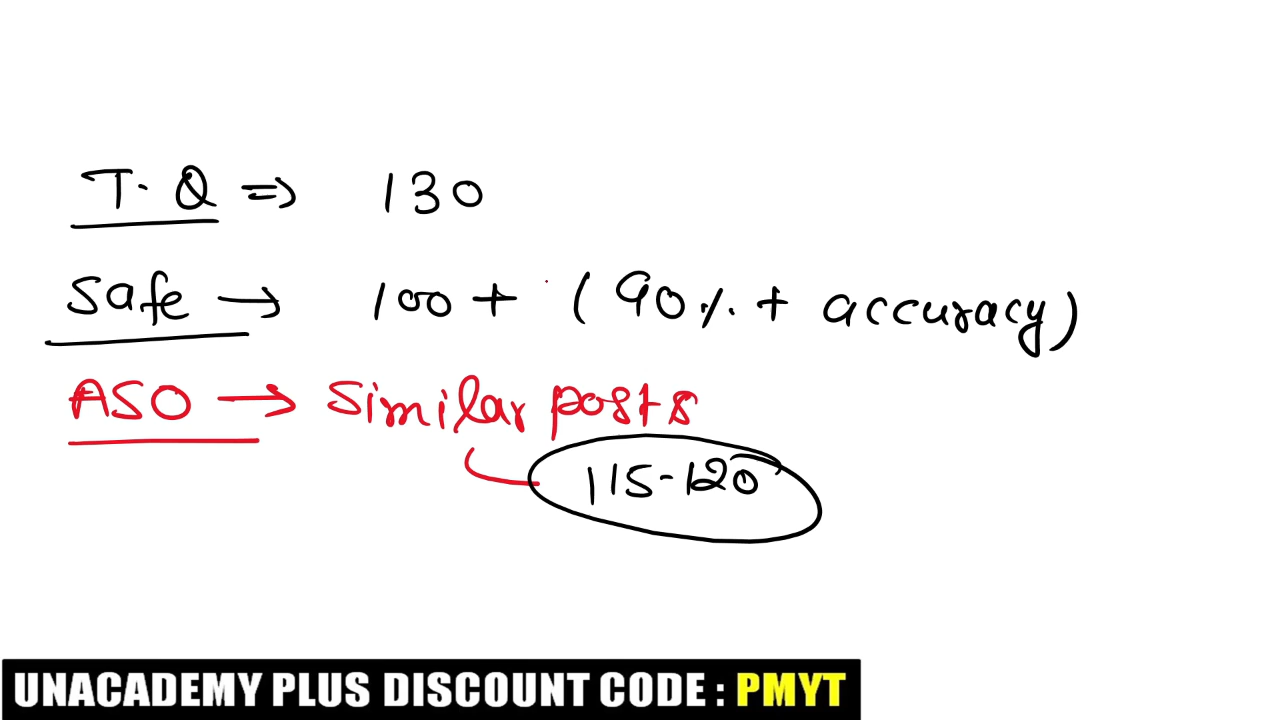 T. Q ⇒ 130
Safe → 100 + (90% + accuracy)
ASO → Similar posts
115-120
UNACADEMY PLUS DISCOUNT CODE : PMYT